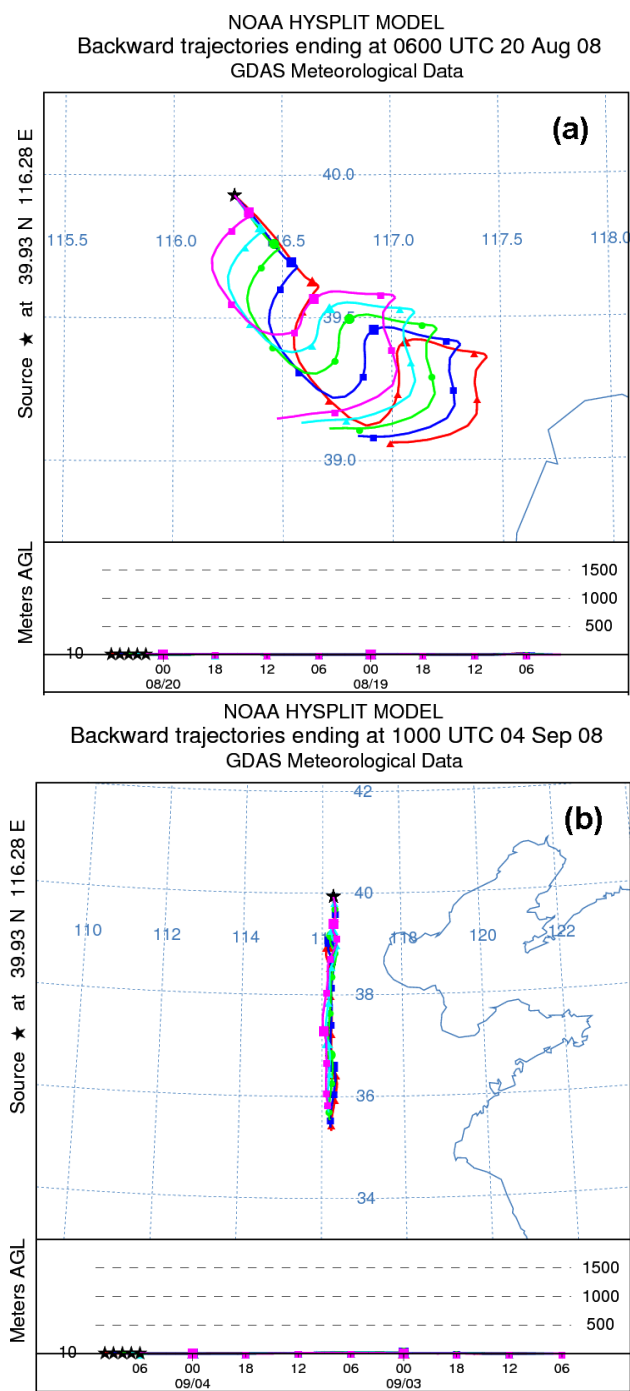 NOAA HYSPLIT MODEL
Backward trajectories ending at 0600 UTC 20 Aug 08
GDAS Meteorological Data
(a)
Source ★ at 39.93 N 116.28 E
40.0
115.5 116.0 116.5 117.0 117.5 118.0
39.5
39.0
Meters AGL
1500
1000
500
10
00 18 12 06 00 18 12 06
08/20 08/19
NOAA HYSPLIT MODEL
Backward trajectories ending at 1000 UTC 04 Sep 08
GDAS Meteorological Data
(b)
Source ★ at 39.93 N 116.28 E
42
40
110 114 116 118 120 122
38
36
34
Meters AGL
1500
1000
500
10
06 00 18 12 06 00 18 12 06
09/04 09/03